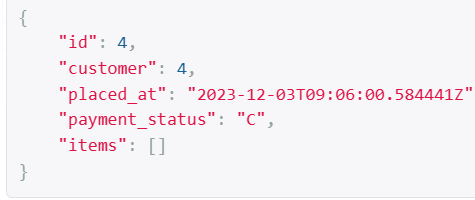 {
"id": 4,
"customer": 4,
"placed_at": "2023-12-03T09:06:00.584441Z"
"payment_status": "C",
"items": []
}